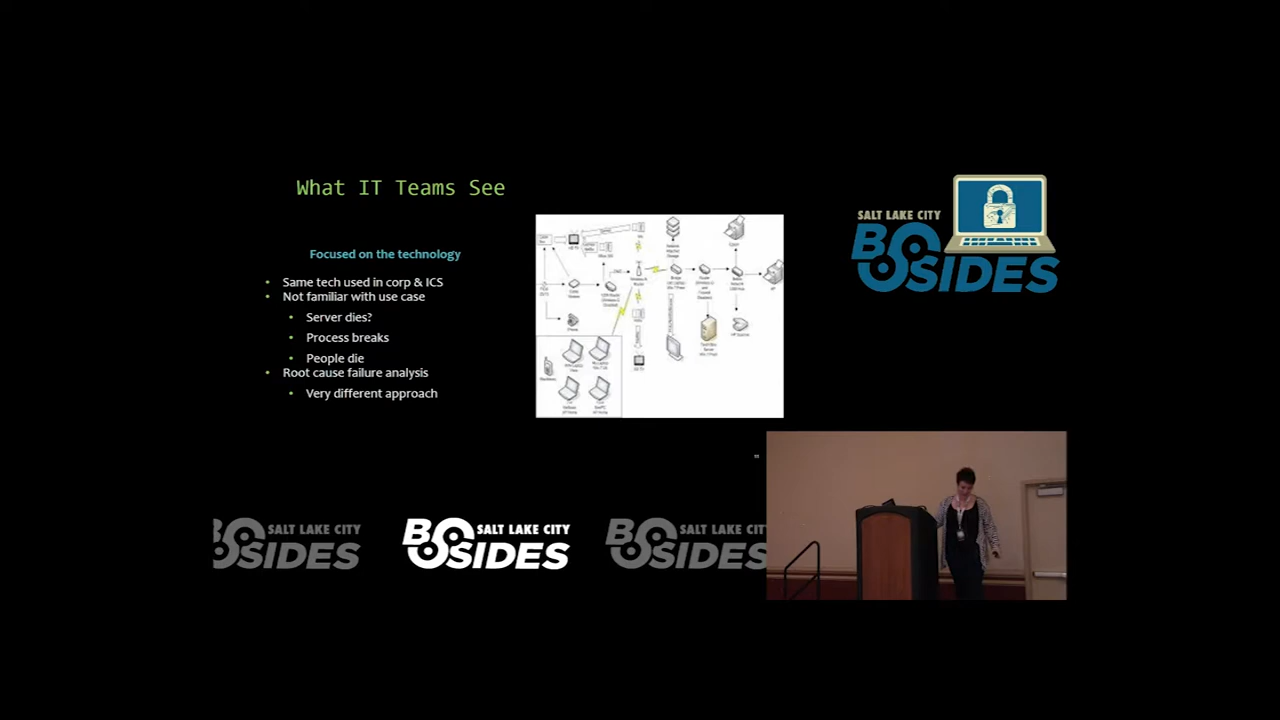 What IT Teams See
Focused on the technology
• Same tech used in corp & ICS
• Not familiar with use case
• Server dies?
• Process breaks
• People die
• Root cause failure analysis
• Very different approach
SALT LAKE CITY
BSIDES
SALT LAKE CITY
BSIDES
SALT LAKE CITY
BSIDES
SALT LAKE CITY
BSIDES